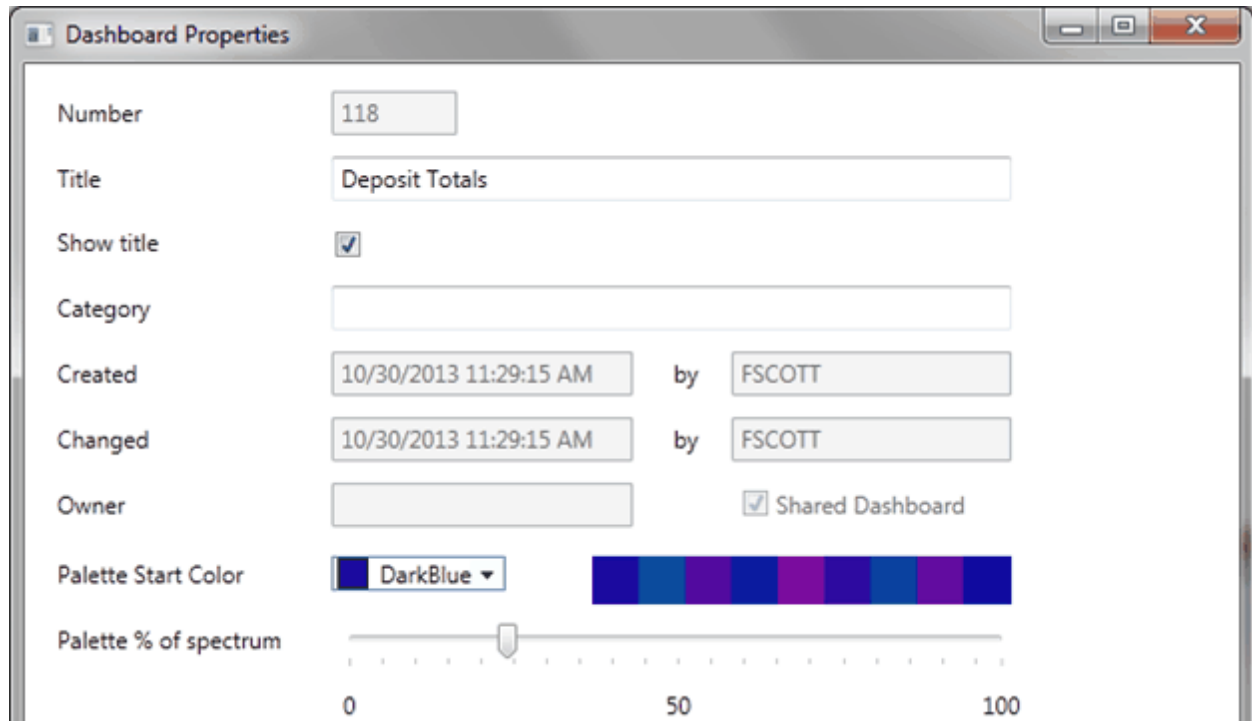 Dashboard Properties
Number 118
Title Deposit Totals
Show title
Category
Created 10/30/2013 11:29:15 AM by FSCOTT
Changed 10/30/2013 11:29:15 AM by FSCOTT
Owner Shared Dashboard
Palette Start Color DarkBlue
Palette % of spectrum
0 50 100